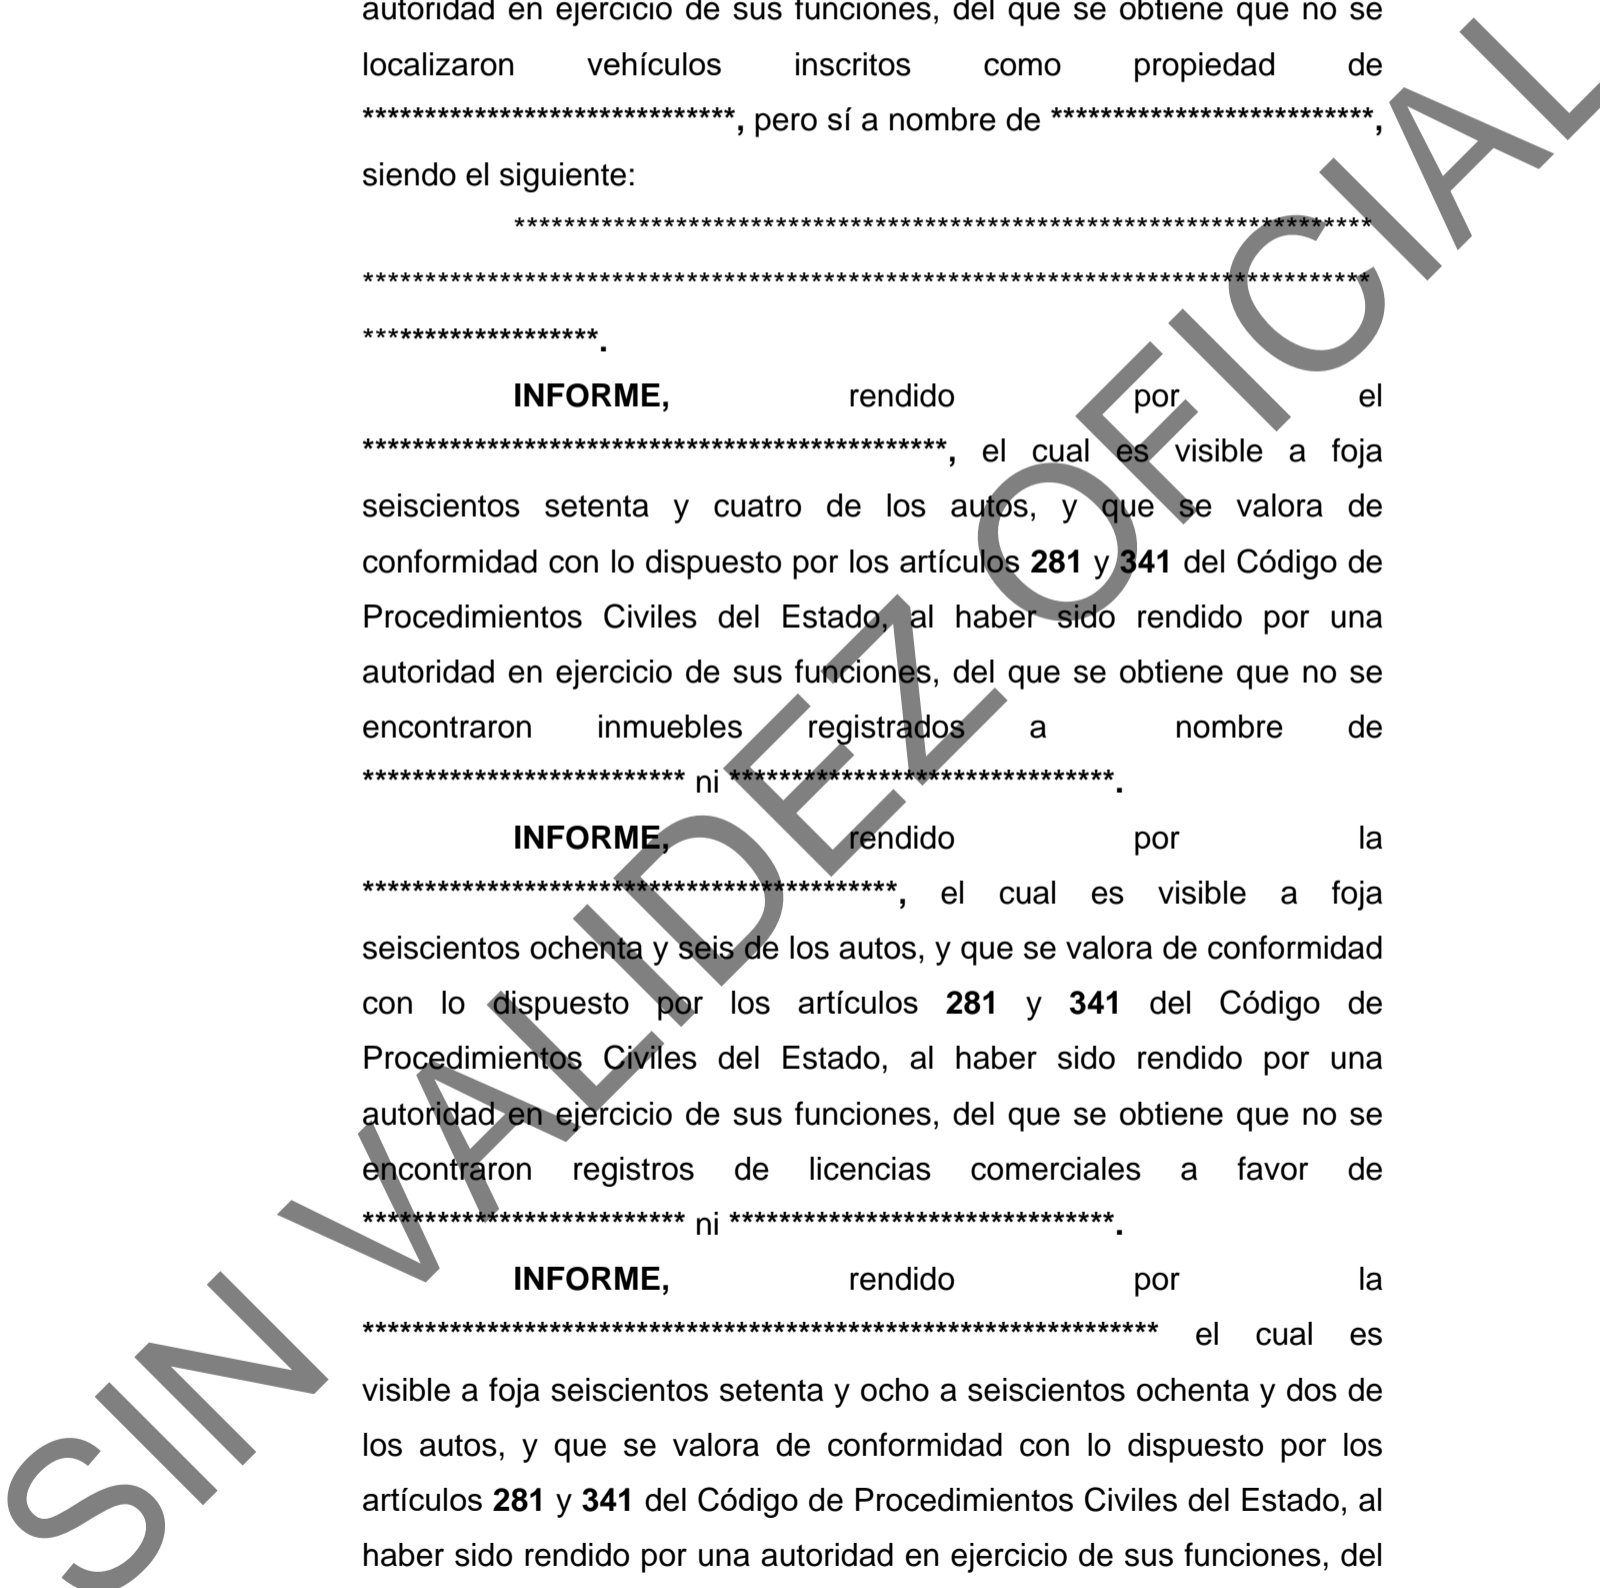 autoridad en ejercicio de sus funciones, del que se obtiene que no se
localizaron vehículos inscritos como propiedad de
******************************, pero sí a nombre de **************************,
siendo el siguiente:
*********************************************************************
*********************************************************************************
*******************.
INFORME, rendido por el
***********************************************, el cual es visible a foja
seiscientos setenta y cuatro de los autos, y que se valora de
conformidad con lo dispuesto por los artículos 281 y 341 del Código de
Procedimientos Civiles del Estado, al haber sido rendido por una
autoridad en ejercicio de sus funciones, del que se obtiene que no se
encontraron inmuebles registrados a nombre de
************************** ni *******************************.
INFORME, rendido por la
*******************************************, el cual es visible a foja
seiscientos ochenta y seis de los autos, y que se valora de conformidad
con lo dispuesto por los artículos 281 y 341 del Código de
Procedimientos Civiles del Estado, al haber sido rendido por una
autoridad en ejercicio de sus funciones, del que se obtiene que no se
encontraron registros de licencias comerciales a favor de
************************** ni *******************************.
INFORME, rendido por la
**************************************************************** el cual es
visible a foja seiscientos setenta y ocho a seiscientos ochenta y dos de
los autos, y que se valora de conformidad con lo dispuesto por los
artículos 281 y 341 del Código de Procedimientos Civiles del Estado, al
haber sido rendido por una autoridad en ejercicio de sus funciones, del
SIN VALIDEZ OFICIAL